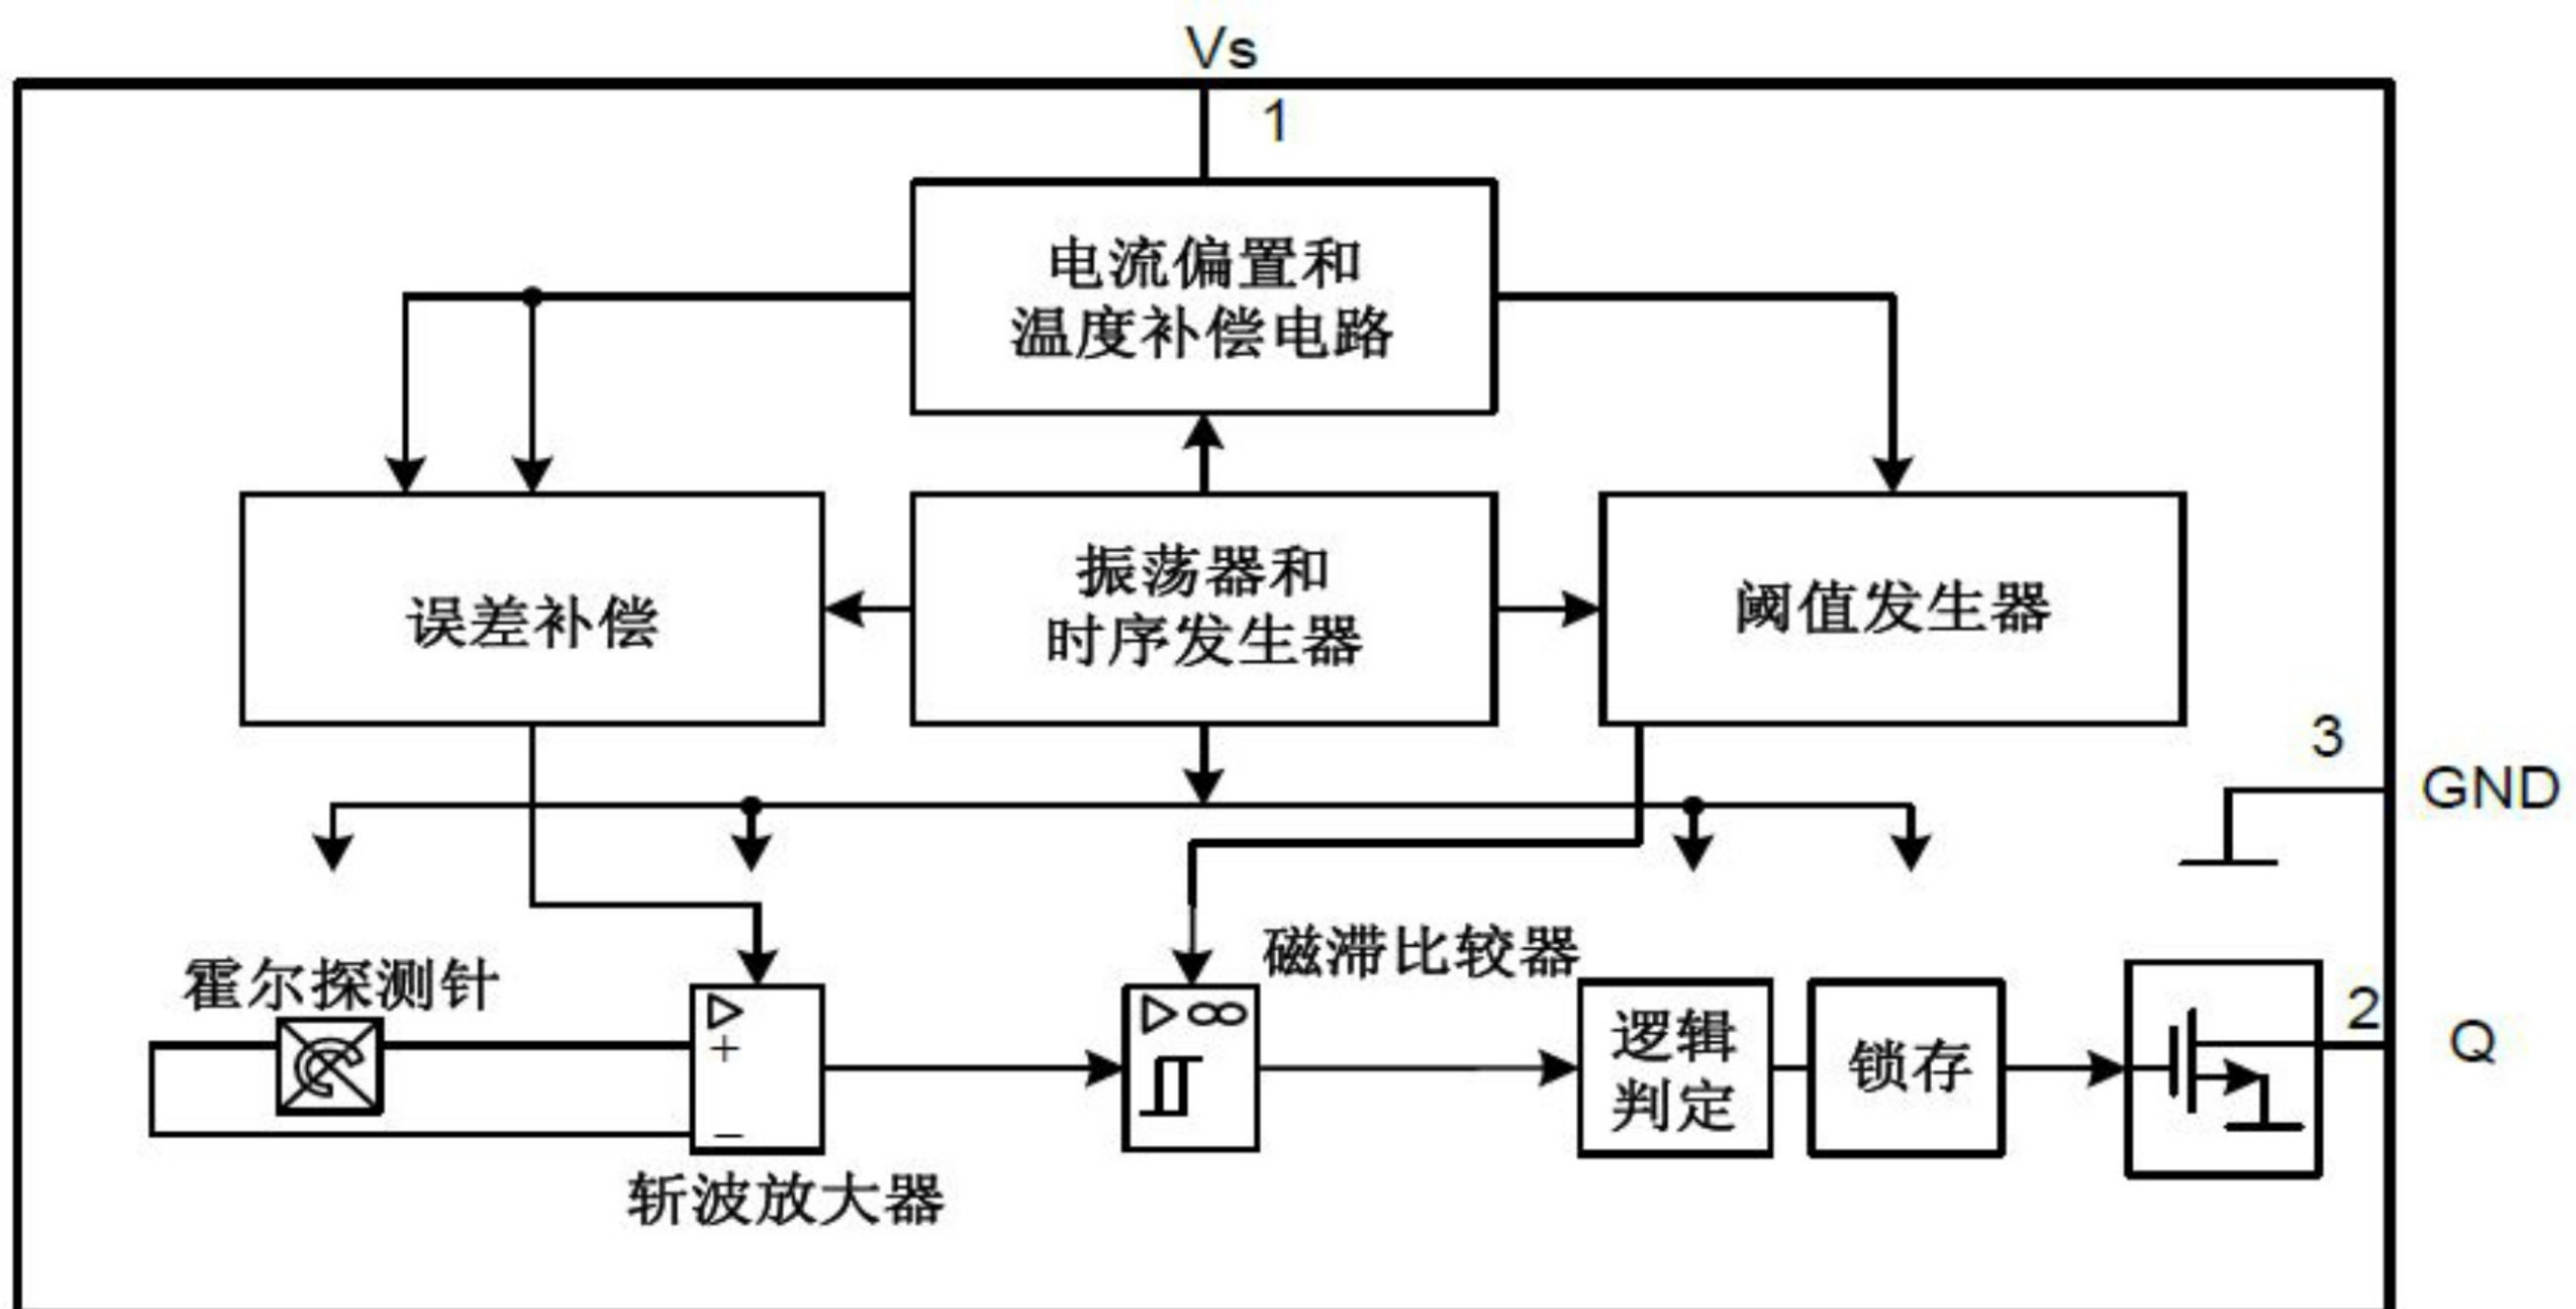 Vs
1
电流偏置和
温度补偿电路
误差补偿
振荡器和
时序发生器
阈值发生器
3
GND
霍尔探测针
磁滞比较器
▷
+
−
▷∞
逻辑
判定
锁存
2
Q
斩波放大器